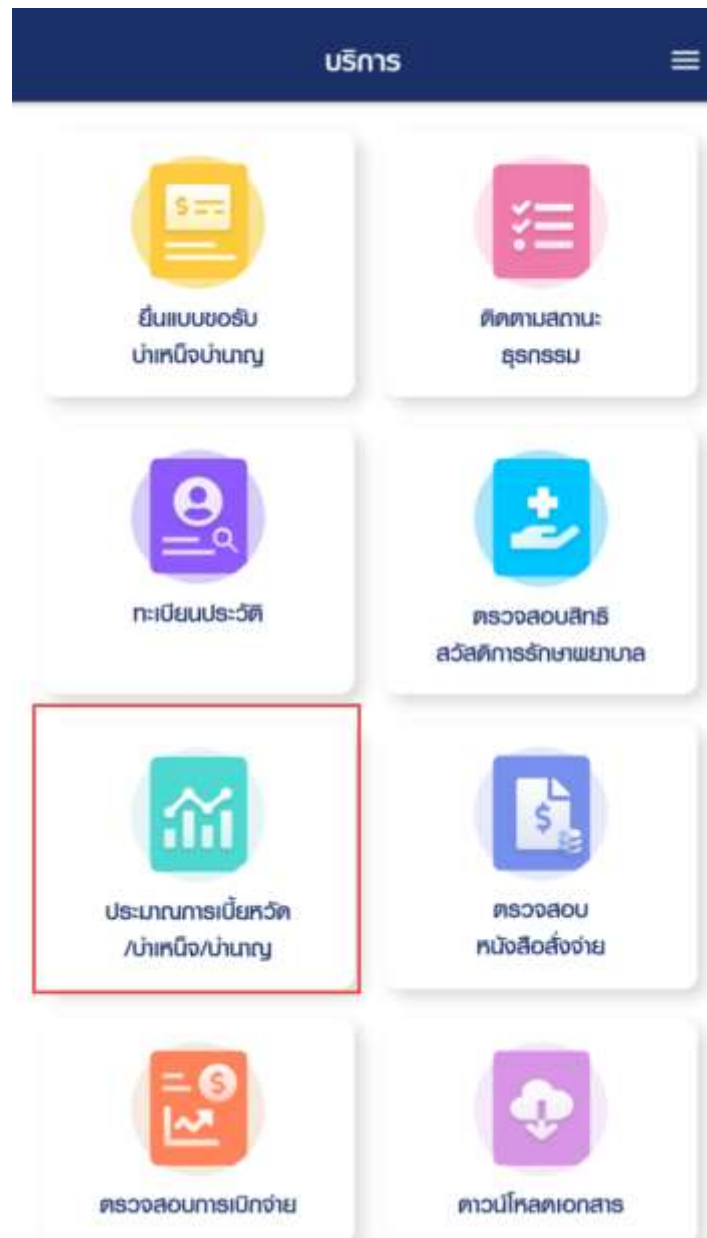 บริการ
ยื่นแบบขอรับ
บำเหน็จบำนาญ
ติดตามสถานะ
ธุรกรรม
ทะเบียนประวัติ
ตรวจสอบสิทธิ
สวัสดิการรักษาพยาบาล
ประมาณการเบี้ยหวัด
/บำเหน็จ/บำนาญ
ตรวจสอบ
หนังสือสั่งจ่าย
ตรวจสอบการเบิกจ่าย
ดาวน์โหลดเอกสาร